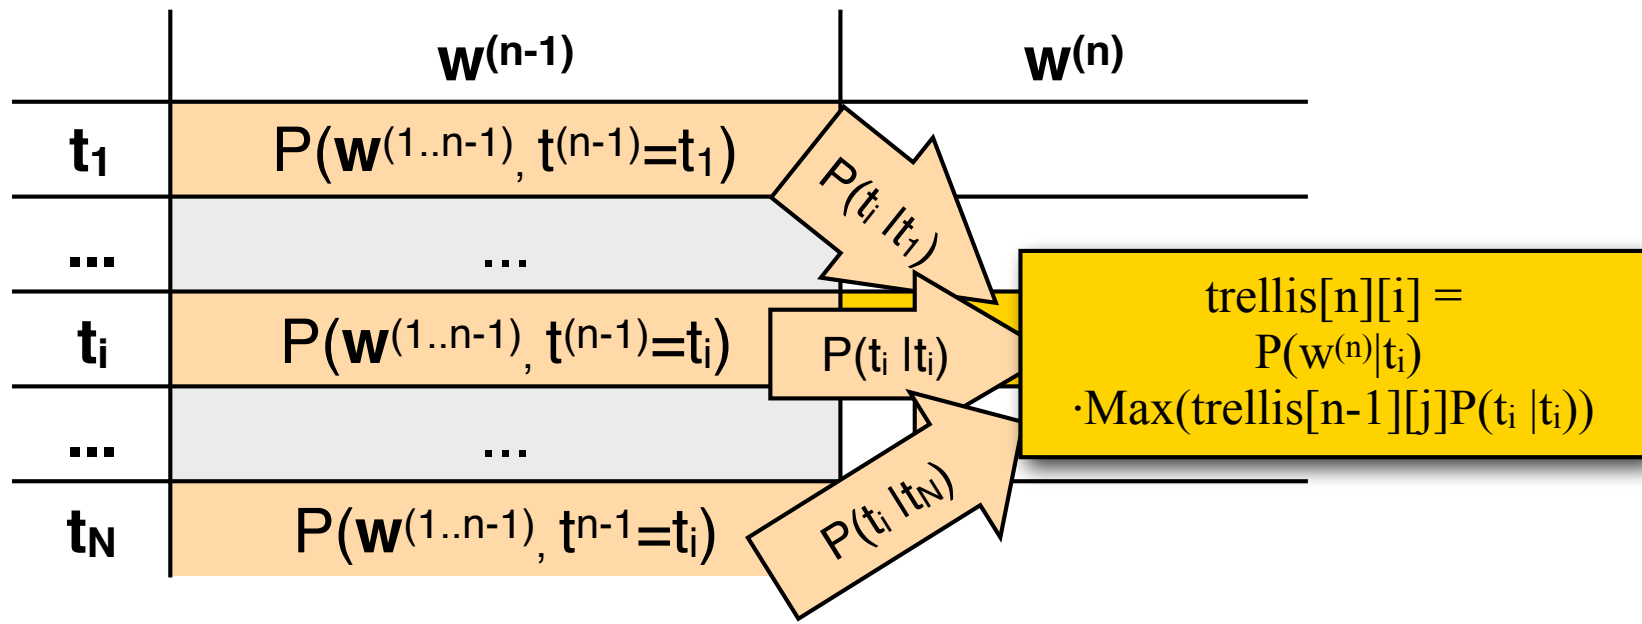 w(n-1) w(n)
t1 P(w(1..n-1), t(n-1)=t1)
P(ti |t1)
... ...
ti P(w(1..n-1), t(n-1)=ti) P(ti |ti)
trellis[n][i] =
P(w(n)|ti)
·Max(trellis[n-1][j]P(ti |ti))
... ...
tN P(w(1..n-1), tn-1=ti)
P(ti |tN)